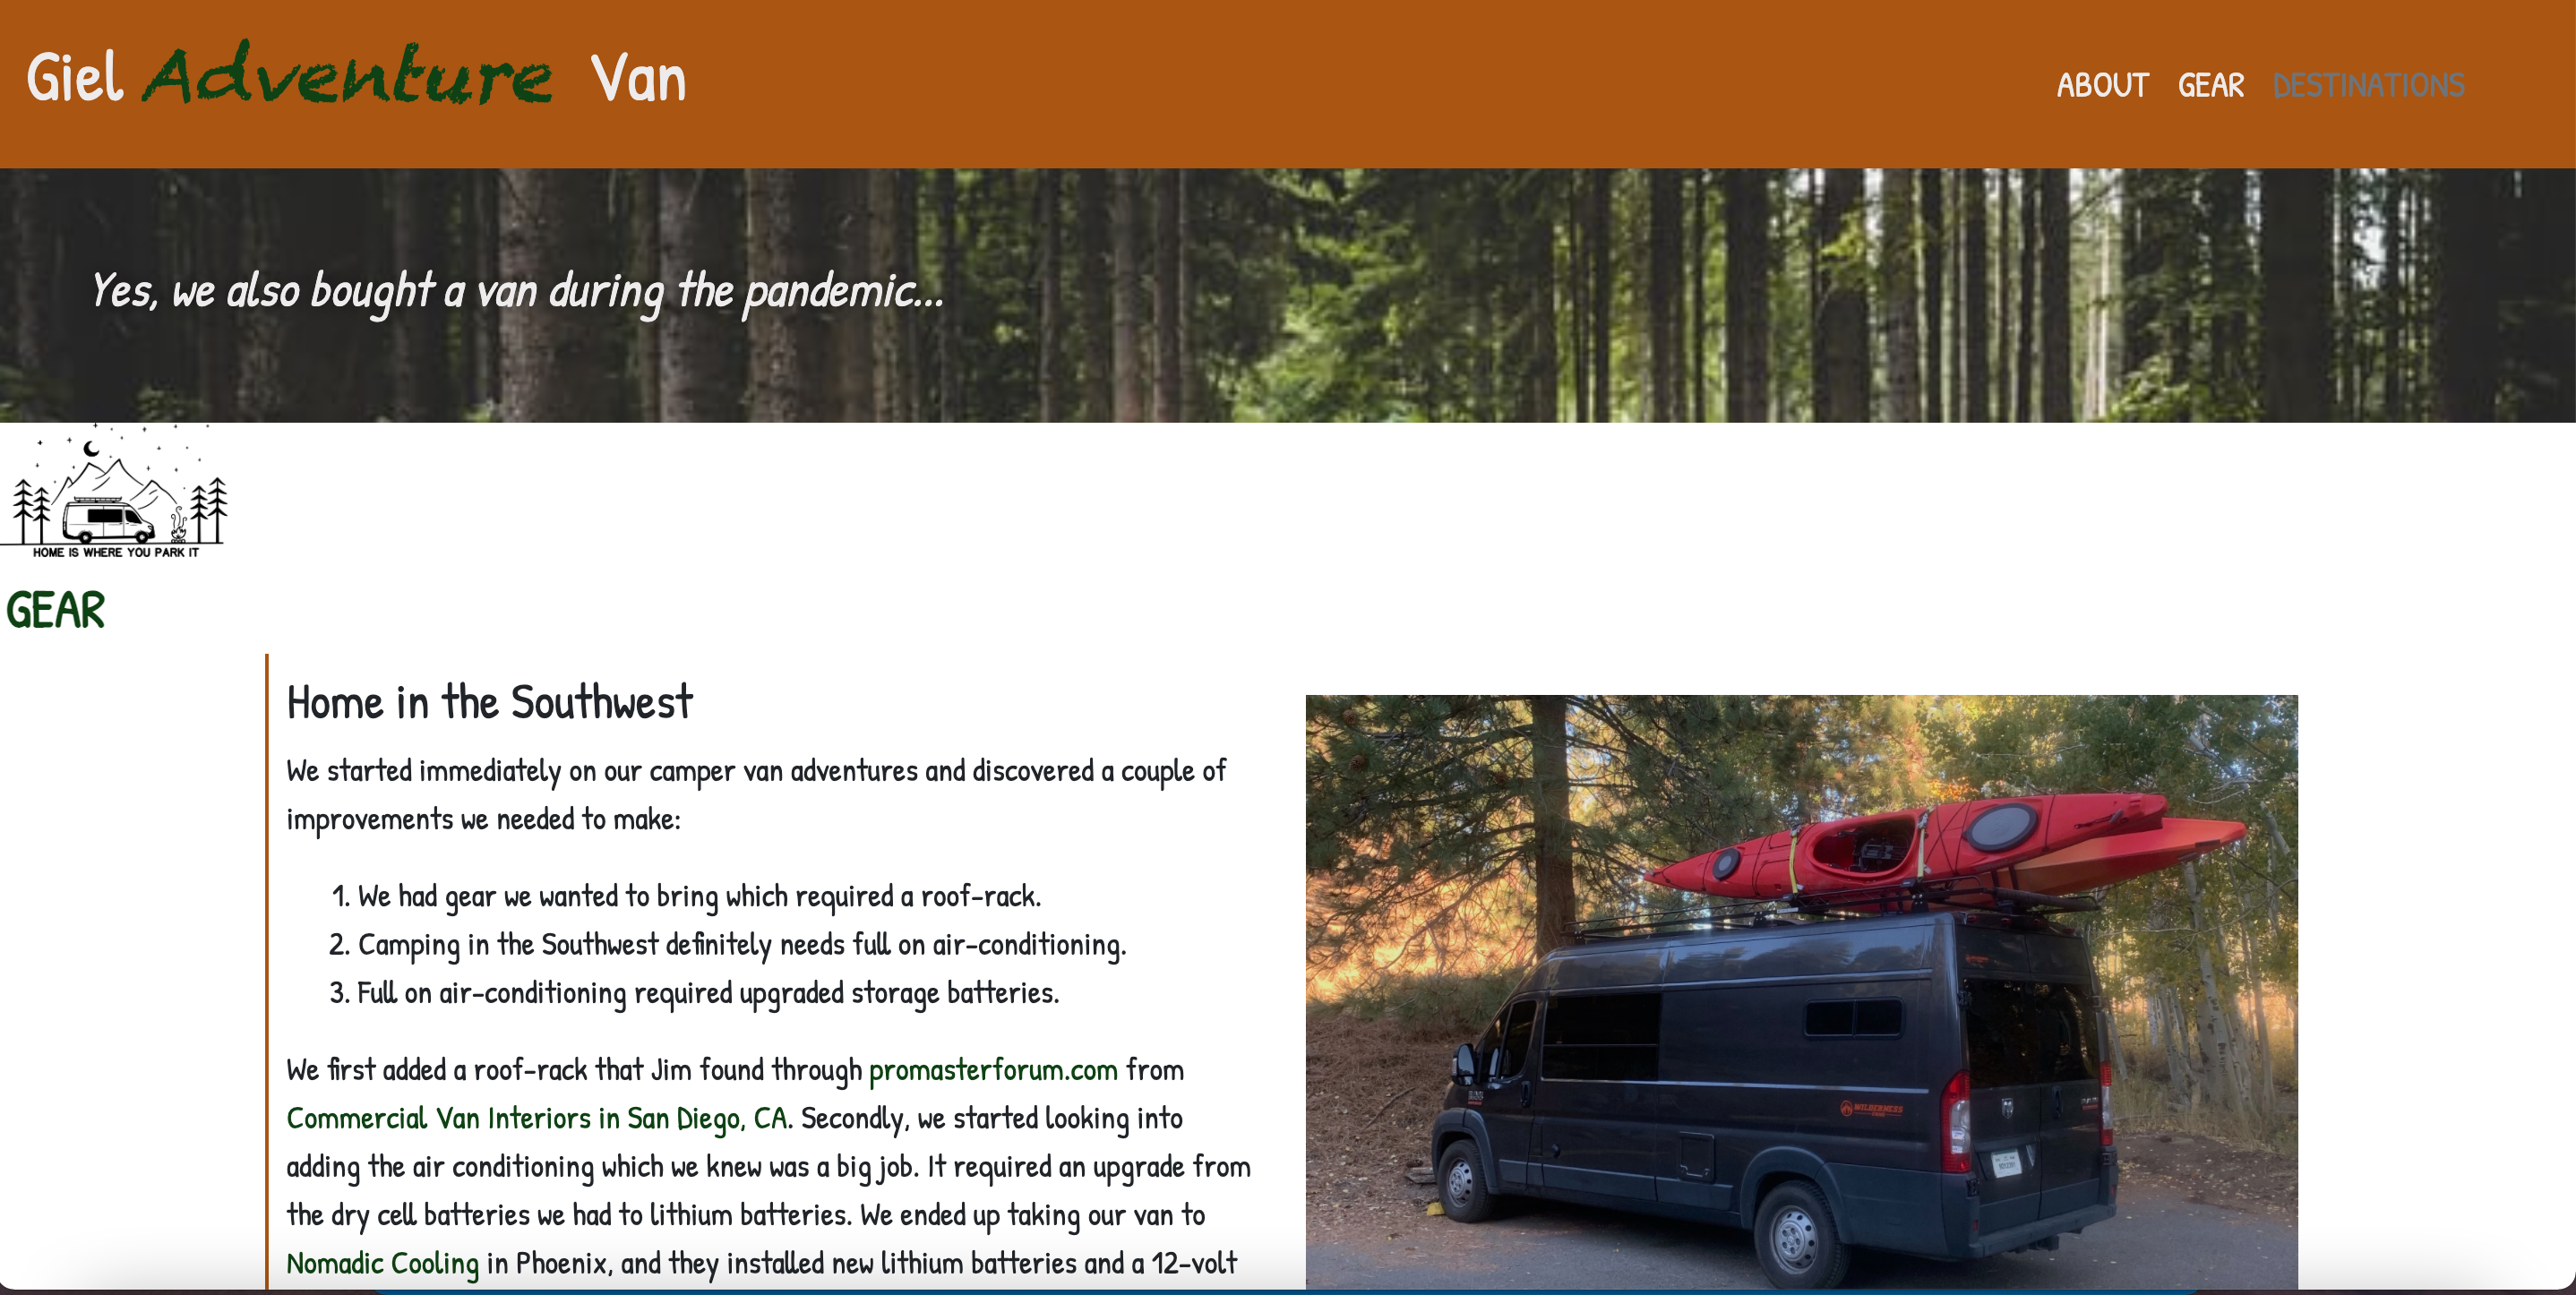 Giel Adventure Van
ABOUT GEAR DESTINATIONS
Yes, we also bought a van during the pandemic...
HOME IS WHERE YOU PARK IT
GEAR
Home in the Southwest
We started immediately on our camper van adventures and discovered a couple of
improvements we needed to make:
1. We had gear we wanted to bring which required a roof-rack.
2. Camping in the Southwest definitely needs full on air-conditioning.
3. Full on air-conditioning required upgraded storage batteries.
We first added a roof-rack that Jim found through promasterforum.com from
Commercial Van Interiors in San Diego, CA. Secondly, we started looking into
adding the air conditioning which we knew was a big job. It required an upgrade from
the dry cell batteries we had to lithium batteries. We ended up taking our van to
Nomadic Cooling in Phoenix, and they installed new lithium batteries and a 12-volt
WILDERNESS